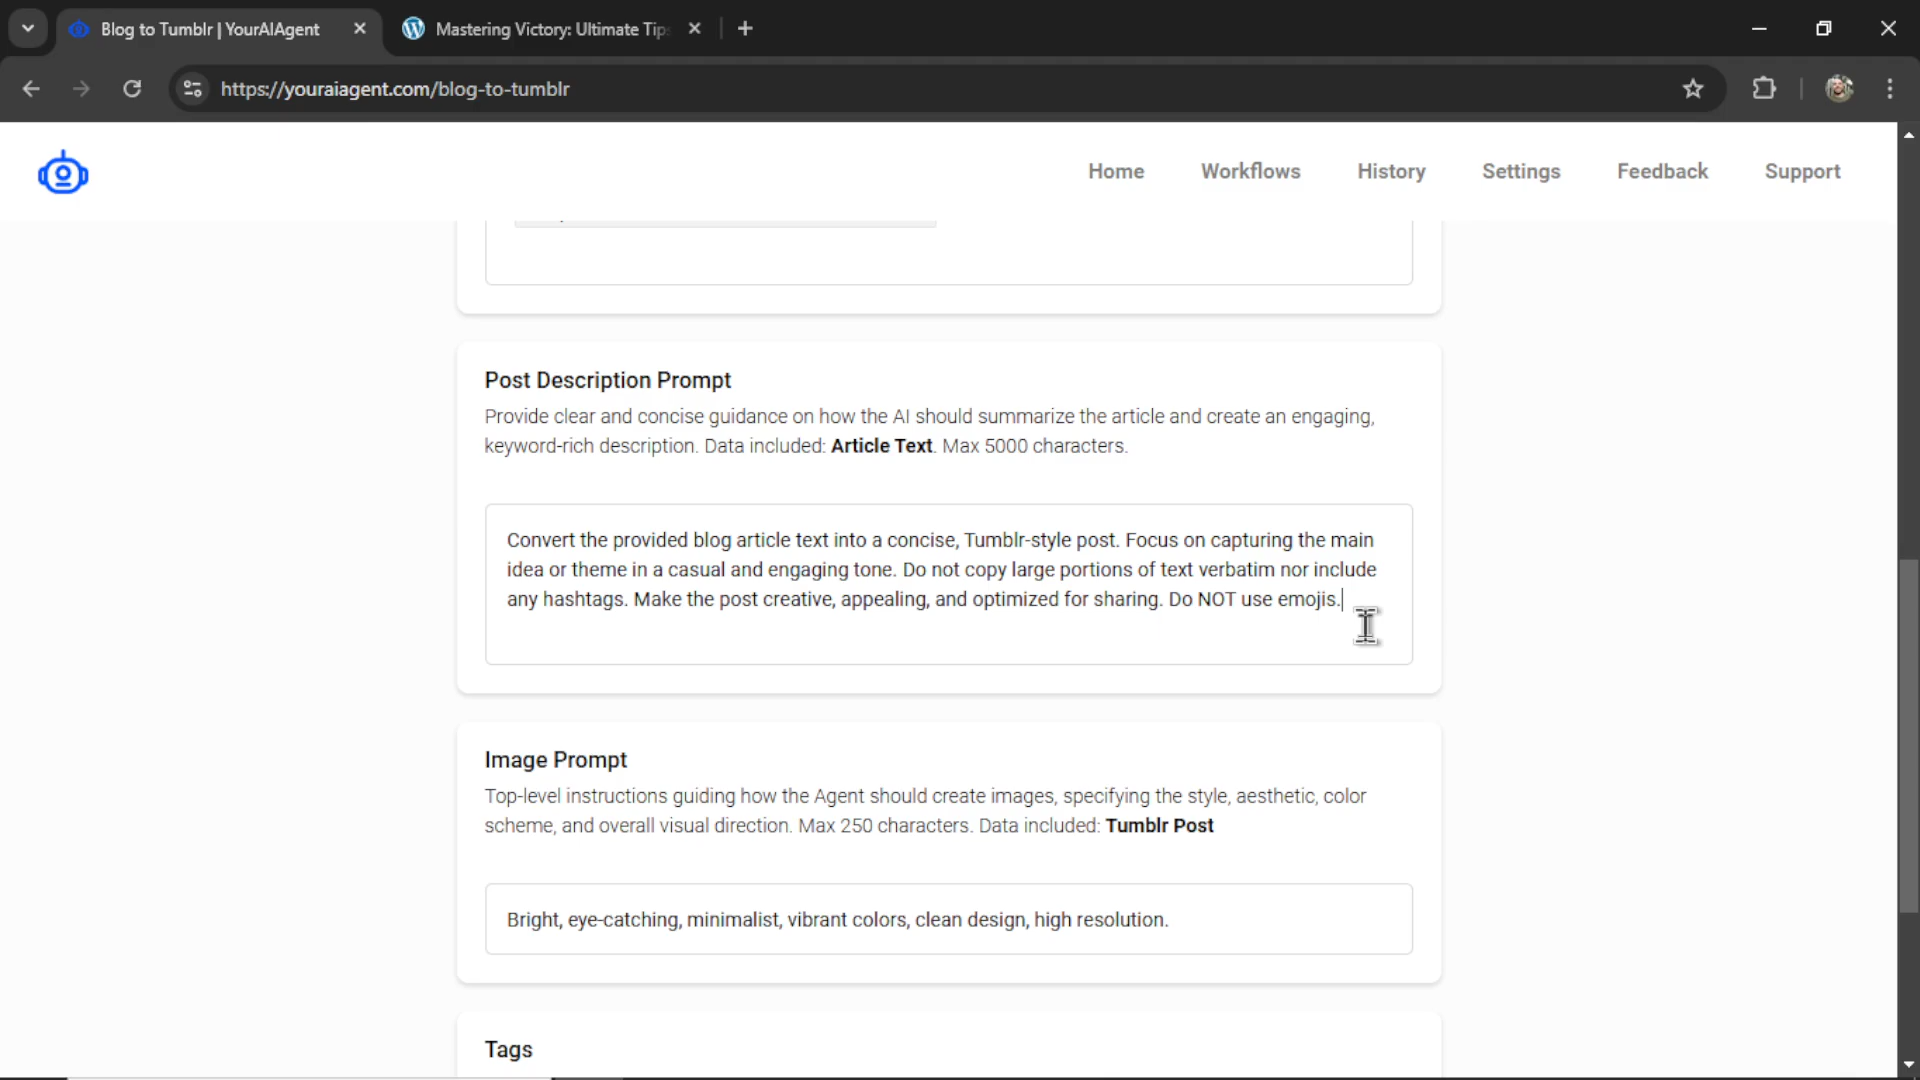 Blog to Tumblr | YourAIAgent
Mastering Victory: Ultimate Tip
https://youraiagent.com/blog-to-tumblr
Home Workflows History Settings Feedback Support
Post Description Prompt
Provide clear and concise guidance on how the AI should summarize the article and create an engaging,
keyword-rich description. Data included: Article Text. Max 5000 characters.
Convert the provided blog article text into a concise, Tumblr-style post. Focus on capturing the main
idea or theme in a casual and engaging tone. Do not copy large portions of text verbatim nor include
any hashtags. Make the post creative, appealing, and optimized for sharing. Do NOT use emojis.
Image Prompt
Top-level instructions guiding how the Agent should create images, specifying the style, aesthetic, color
scheme, and overall visual direction. Max 250 characters. Data included: Tumblr Post
Bright, eye-catching, minimalist, vibrant colors, clean design, high resolution.
Tags